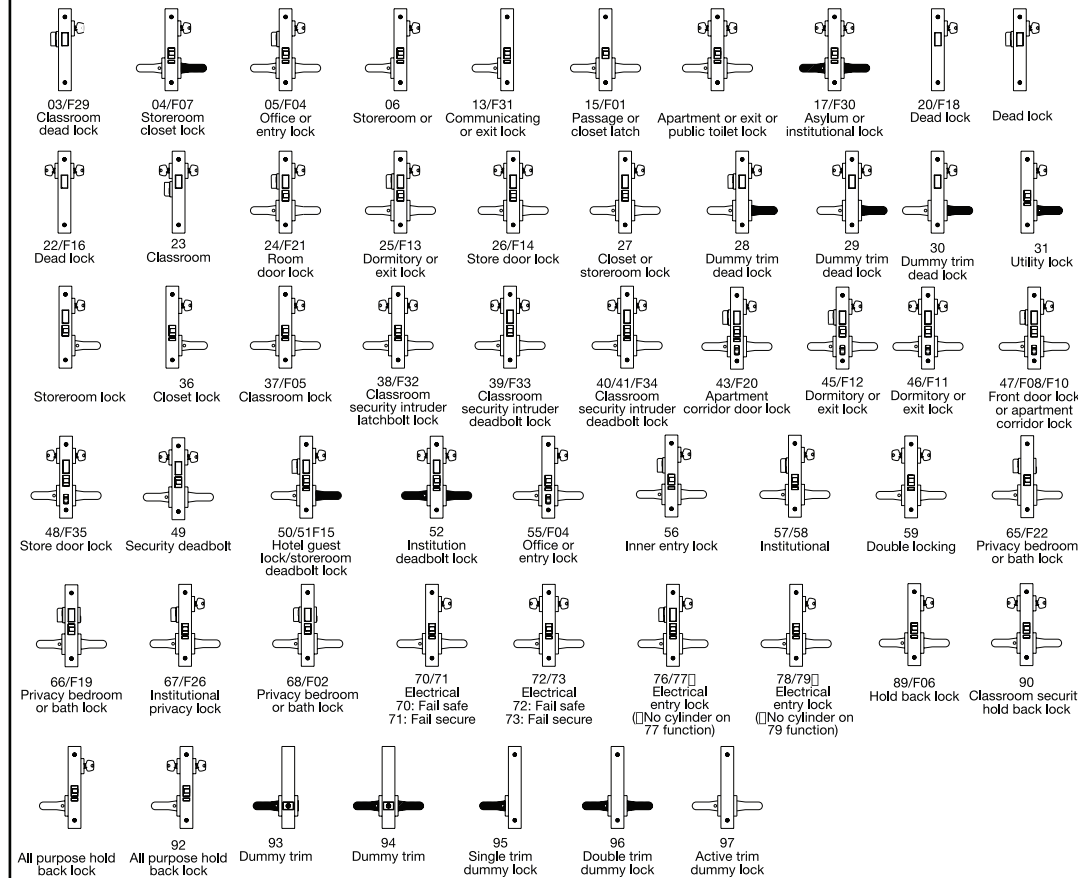 03/F29
Classroom
dead lock
04/F07
Storeroom
closet lock
05/F04
Office or
entry lock
06
Storeroom or
13/F31
Communicating
or exit lock
15/F01
Passage or
closet latch
Apartment or exit or
public toilet lock
17/F30
Asylum or
institutional lock
20/F18
Dead lock
Dead lock
22/F16
Dead lock
23
Classroom
24/F21
Room
door lock
25/F13
Dormitory or
exit lock
26/F14
Store door lock
27
Closet or
storeroom lock
28
Dummy trim
dead lock
29
Dummy trim
dead lock
30
Dummy trim
dead lock
31
Utility lock
Storeroom lock
36
Closet lock
37/F05
Classroom lock
38/F32
Classroom
security intruder
latchbolt lock
39/F33
Classroom
security intruder
deadbolt lock
40/41/F34
Classroom
security intruder
deadbolt lock
43/F20
Apartment
corridor door lock
45/F12
Dormitory or
exit lock
46/F11
Dormitory or
exit lock
47/F08/F10
Front door lock
or apartment
corridor lock
48/F35
Store door lock
49
Security deadbolt
50/51F15
Hotel guest
lock/storeroom
deadbolt lock
52
Institution
deadbolt lock
55/F04
Office or
entry lock
56
Inner entry lock
57/58
Institutional
59
Double locking
65/F22
Privacy bedroom
or bath lock
66/F19
Privacy bedroom
or bath lock
67/F26
Institutional
privacy lock
68/F02
Privacy bedroom
or bath lock
70/71
Electrical
70: Fail safe
71: Fail secure
72/73
Electrical
72: Fail safe
73: Fail secure
76/77▯
Electrical
entry lock
(▯No cylinder on
77 function)
78/79▯
Electrical
entry lock
(▯No cylinder on
79 function)
89/F06
Hold back lock
90
Classroom securit
hold back lock
All purpose hold
back lock
92
All purpose hold
back lock
93
Dummy trim
94
Dummy trim
95
Single trim
dummy lock
96
Double trim
dummy lock
97
Active trim
dummy lock